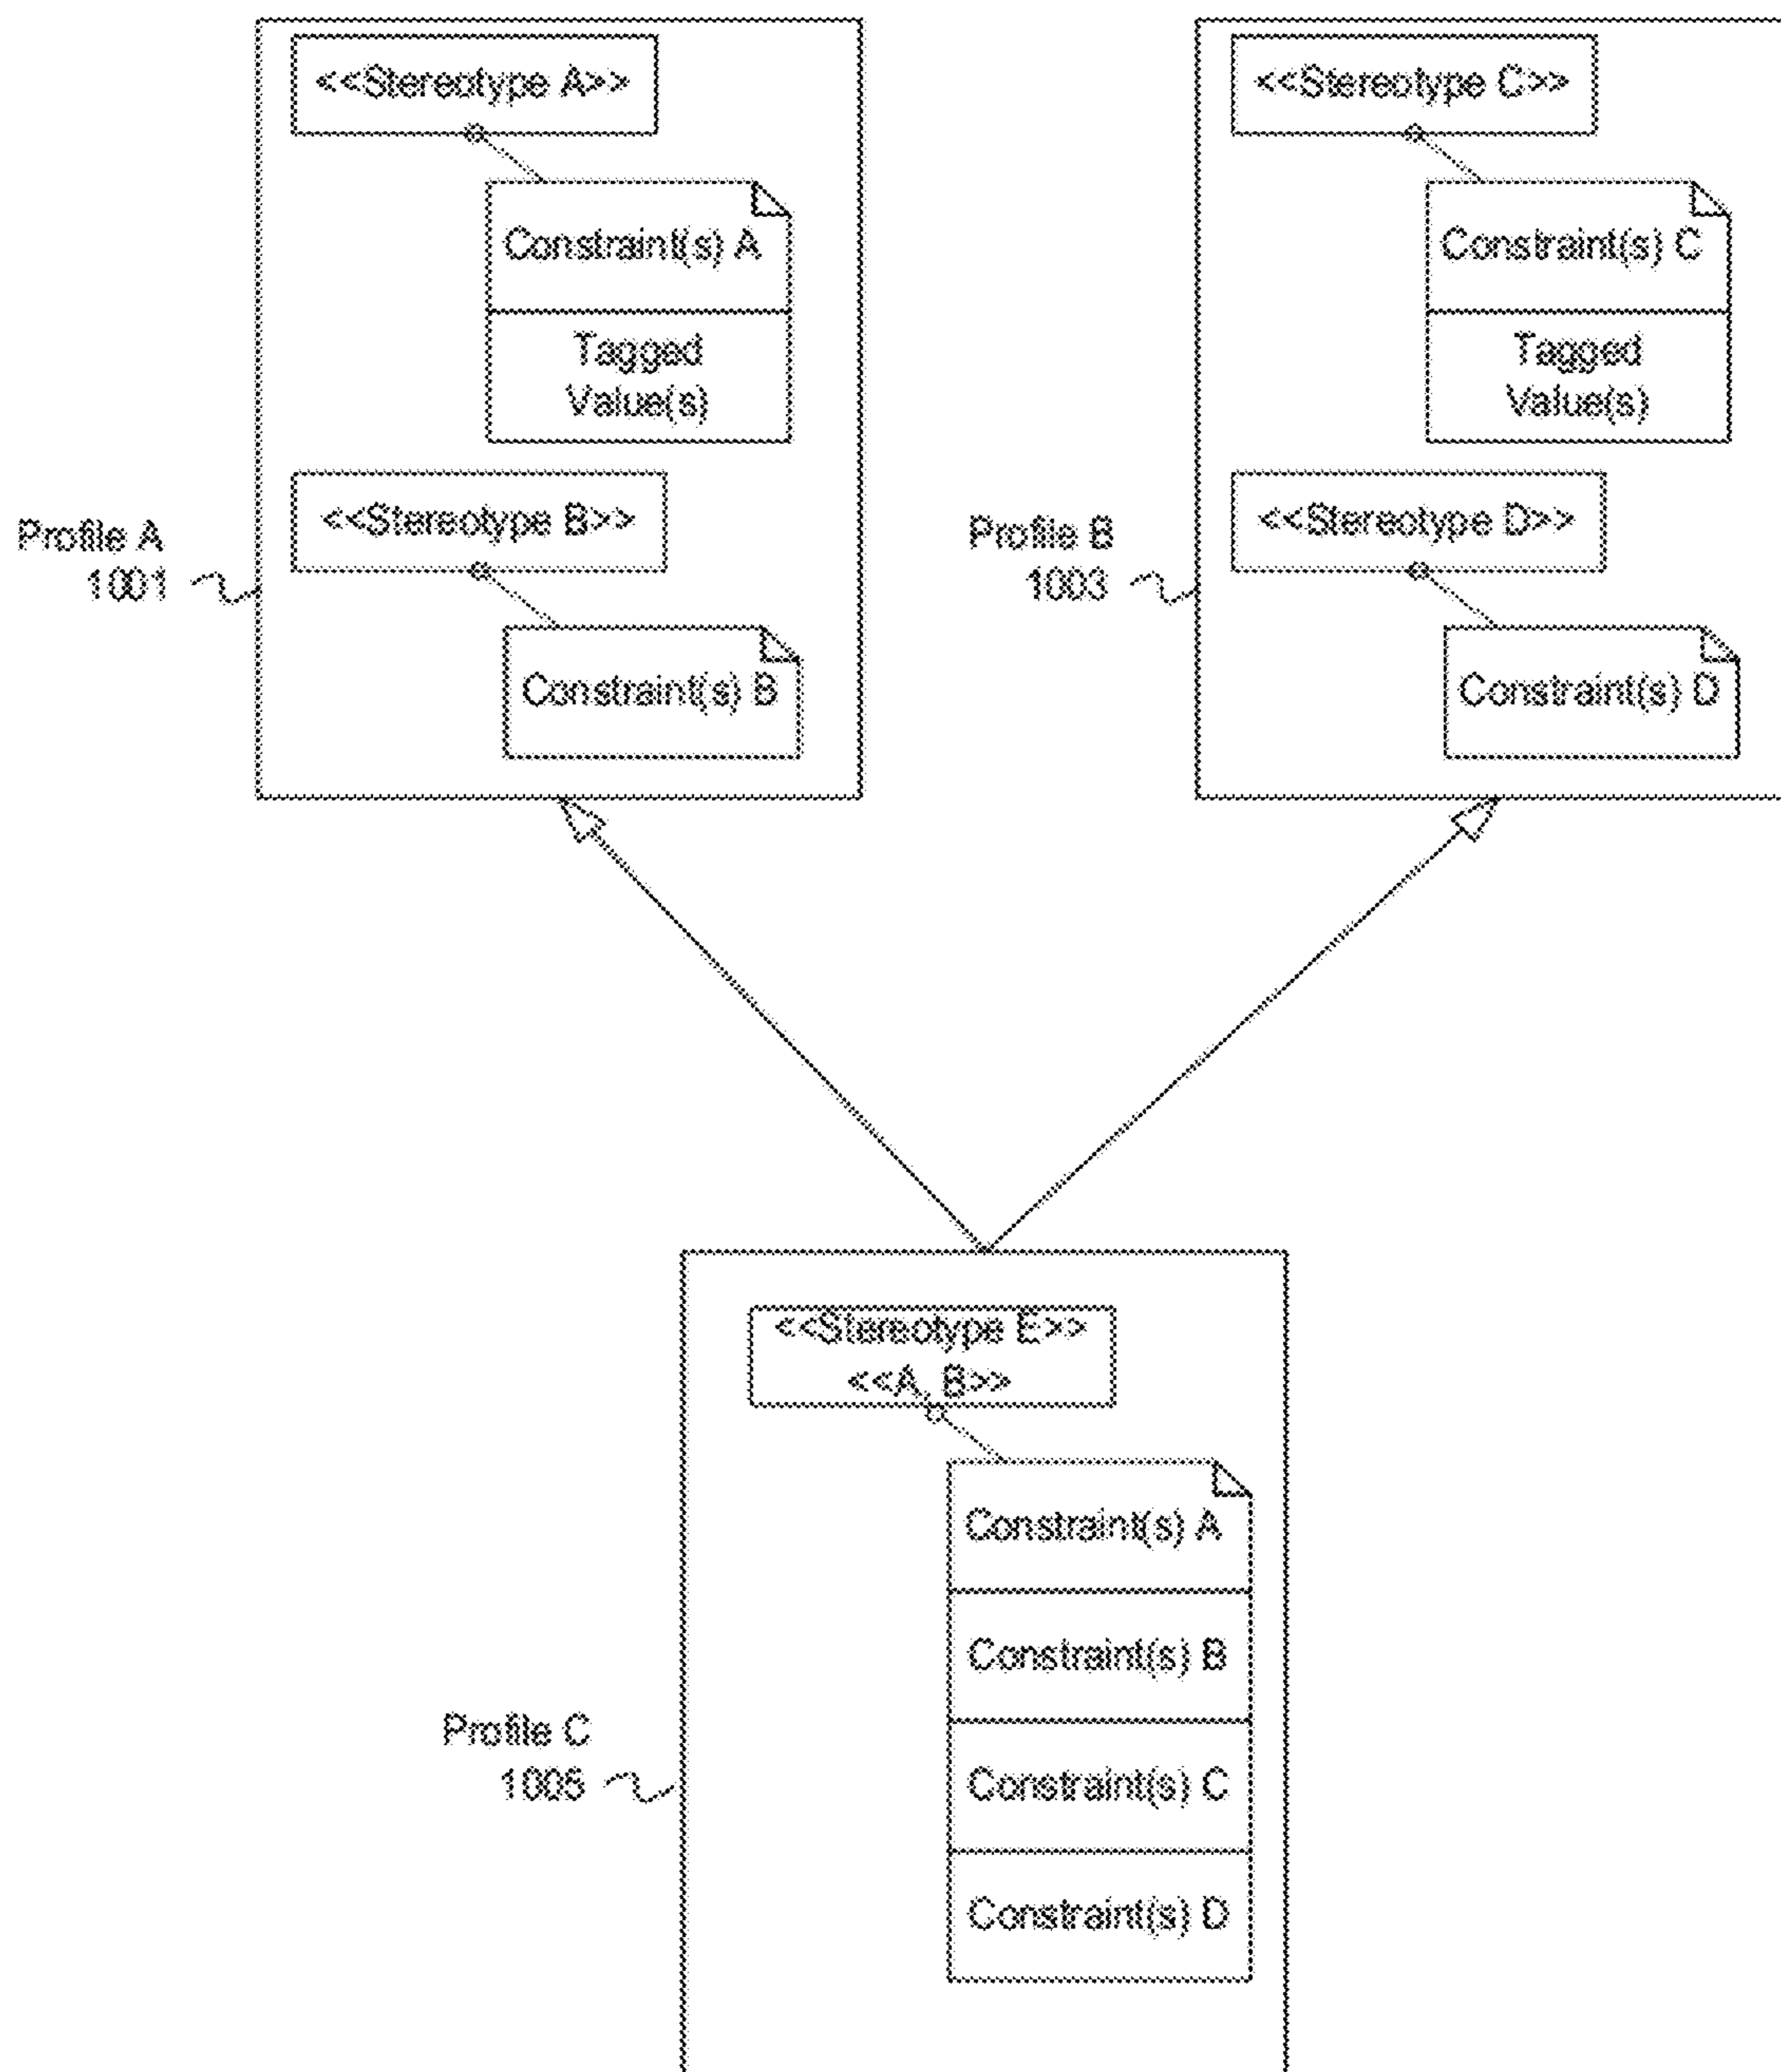 <<Stereotype A>>
Constraint(s) A
Tagged
Value(s)
<<Stereotype B>>
Constraint(s) B
Profile A
1001
<<Stereotype C>>
Constraint(s) C
Tagged
Value(s)
<<Stereotype D>>
Constraint(s) D
Profile B
1003
<<Stereotype E>>
<<A, B>>
Constraint(s) A
Constraint(s) B
Constraint(s) C
Constraint(s) D
Profile C
1005